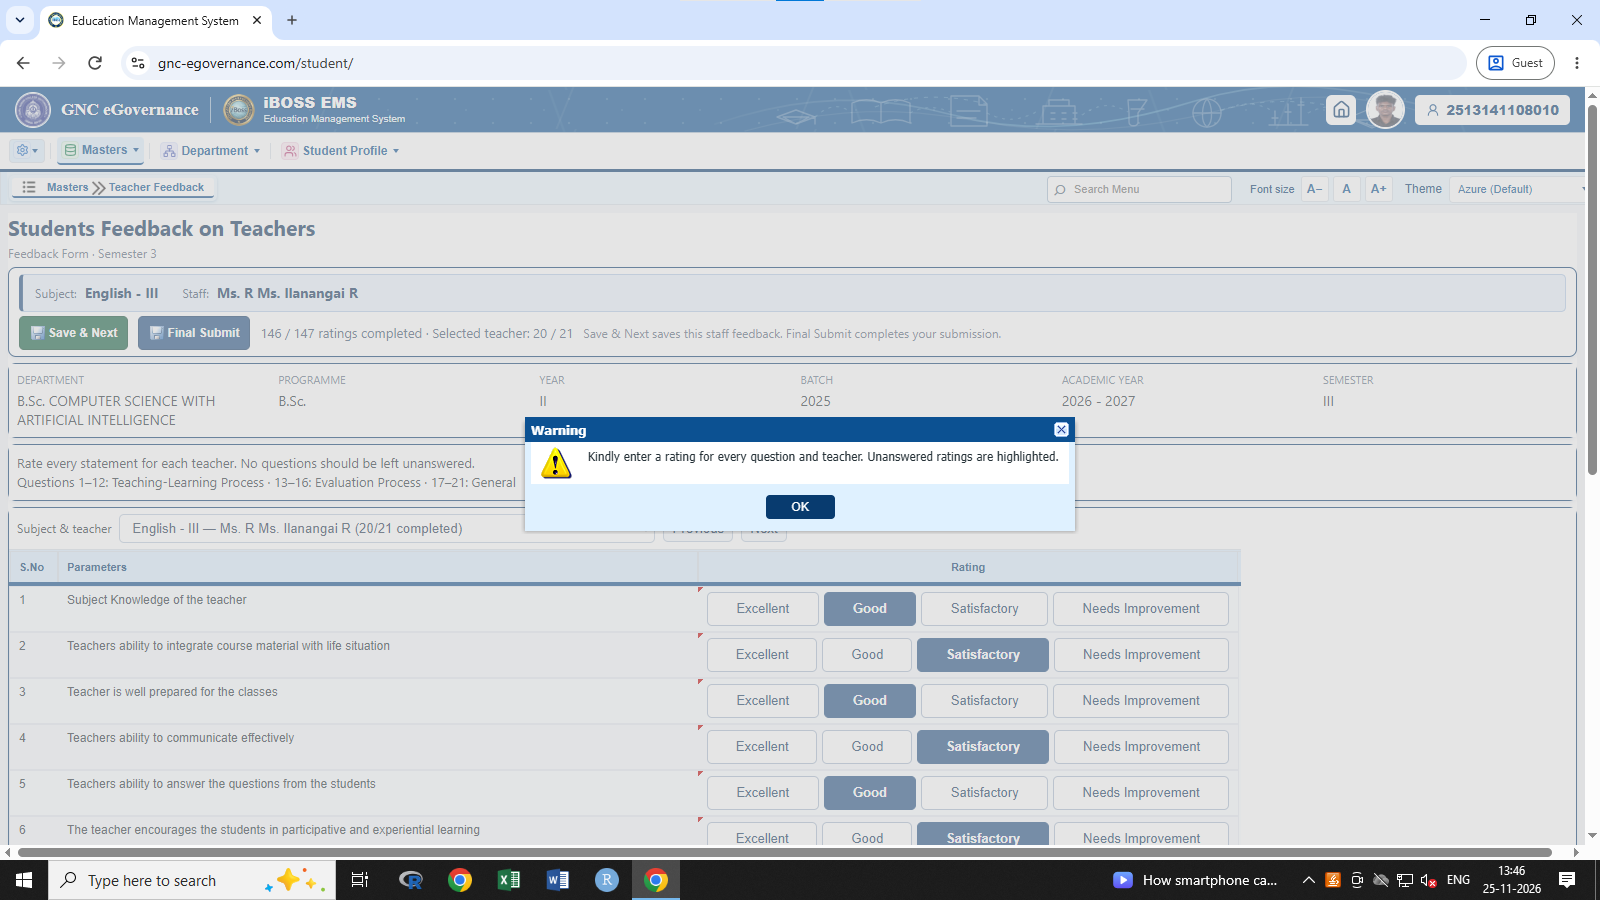 Education Management System
gnc-egovernance.com/student/
Guest
GNC eGovernance
iBOSS EMS
Education Management System
2513141108010
Masters
Department
Student Profile
Masters Teacher Feedback
Search Menu
Font size A− A A+ Theme Azure (Default)
Students Feedback on Teachers
Feedback Form · Semester 3
Subject: English - III Staff: Ms. R Ms. Ilanangai R
Save & Next Final Submit 146 / 147 ratings completed · Selected teacher: 20 / 21 Save & Next saves this staff feedback. Final Submit completes your submission.
DEPARTMENT PROGRAMME YEAR BATCH ACADEMIC YEAR SEMESTER
B.Sc. COMPUTER SCIENCE WITH B.Sc. II 2025 2026 - 2027 III
ARTIFICIAL INTELLIGENCE
Warning
Kindly enter a rating for every question and teacher. Unanswered ratings are highlighted.
OK
Rate every statement for each teacher. No questions should be left unanswered.
Questions 1–12: Teaching-Learning Process · 13–16: Evaluation Process · 17–21: General
Subject & teacher English - III — Ms. R Ms. Ilanangai R (20/21 completed) Previous Next
S.No Parameters Rating
1 Subject Knowledge of the teacher Excellent Good Satisfactory Needs Improvement
2 Teachers ability to integrate course material with life situation Excellent Good Satisfactory Needs Improvement
3 Teacher is well prepared for the classes Excellent Good Satisfactory Needs Improvement
4 Teachers ability to communicate effectively Excellent Good Satisfactory Needs Improvement
5 Teachers ability to answer the questions from the students Excellent Good Satisfactory Needs Improvement
6 The teacher encourages the students in participative and experiential learning Excellent Good Satisfactory Needs Improvement
Type here to search
How smartphone ca...
ENG
13:46
25-11-2026